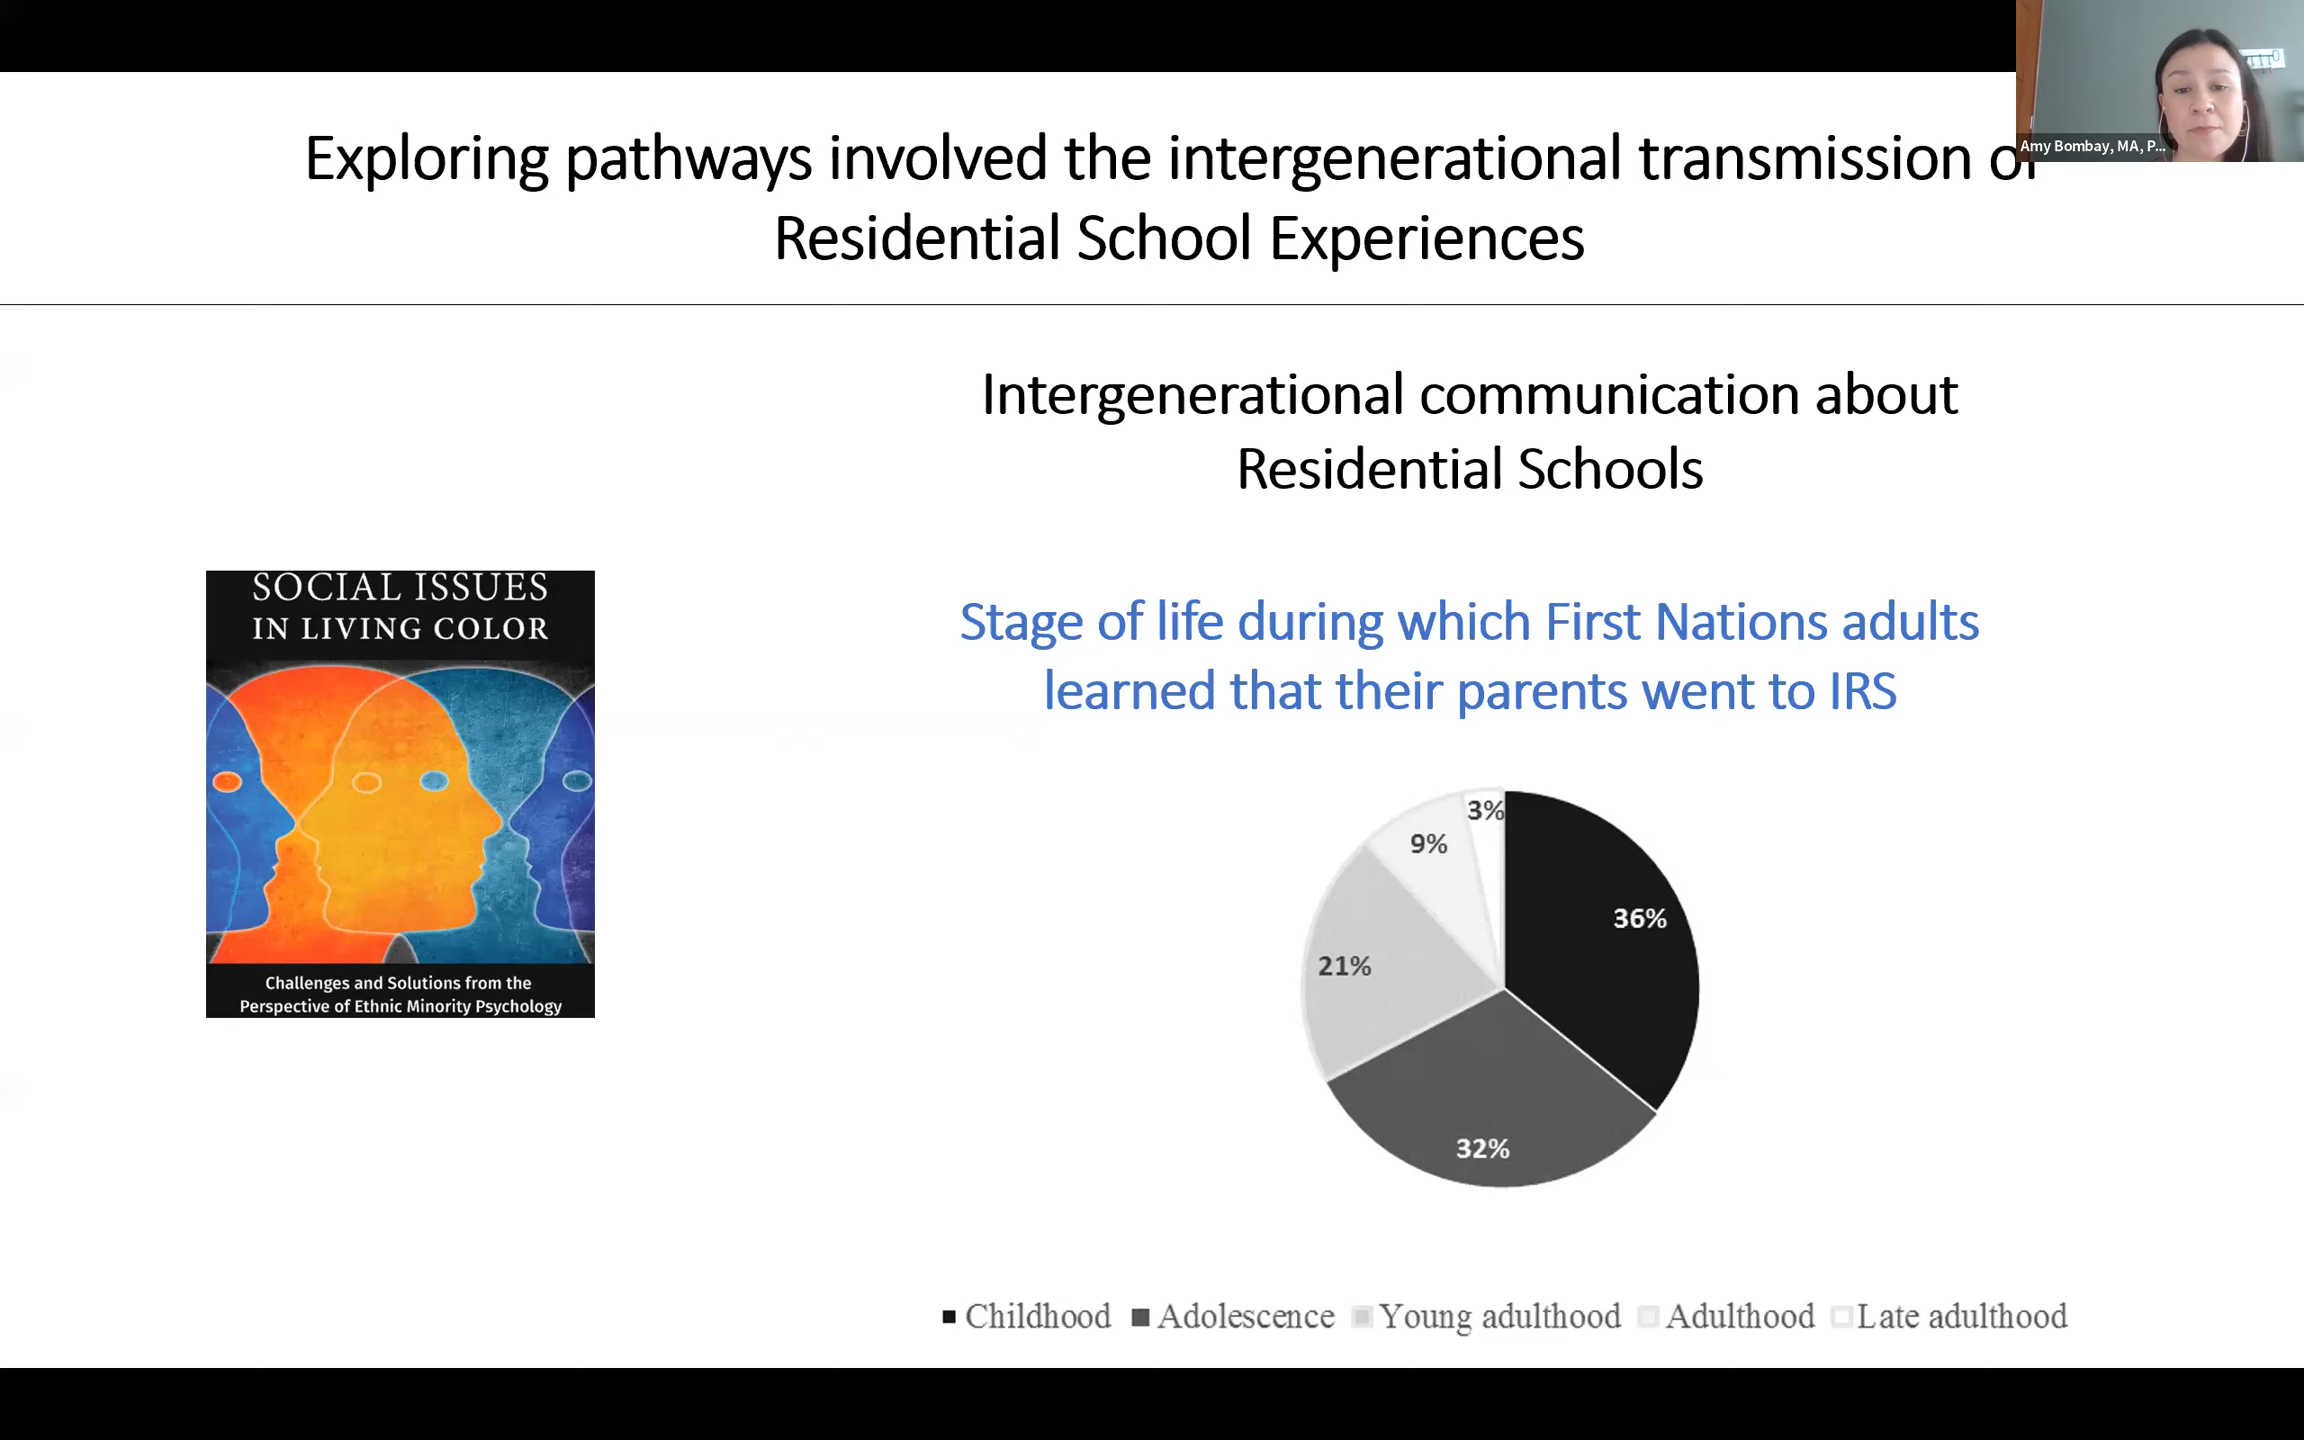 Exploring pathways involved the intergenerational transmission of
Residential School Experiences
Amy Bombay, MA, P...
Intergenerational communication about
Residential Schools
SOCIAL ISSUES
IN LIVING COLOR
Challenges and Solutions from the
Perspective of Ethnic Minority Psychology
Stage of life during which First Nations adults
learned that their parents went to IRS
3%
9%
36%
21%
32%
Childhood Adolescence Young adulthood Adulthood Late adulthood